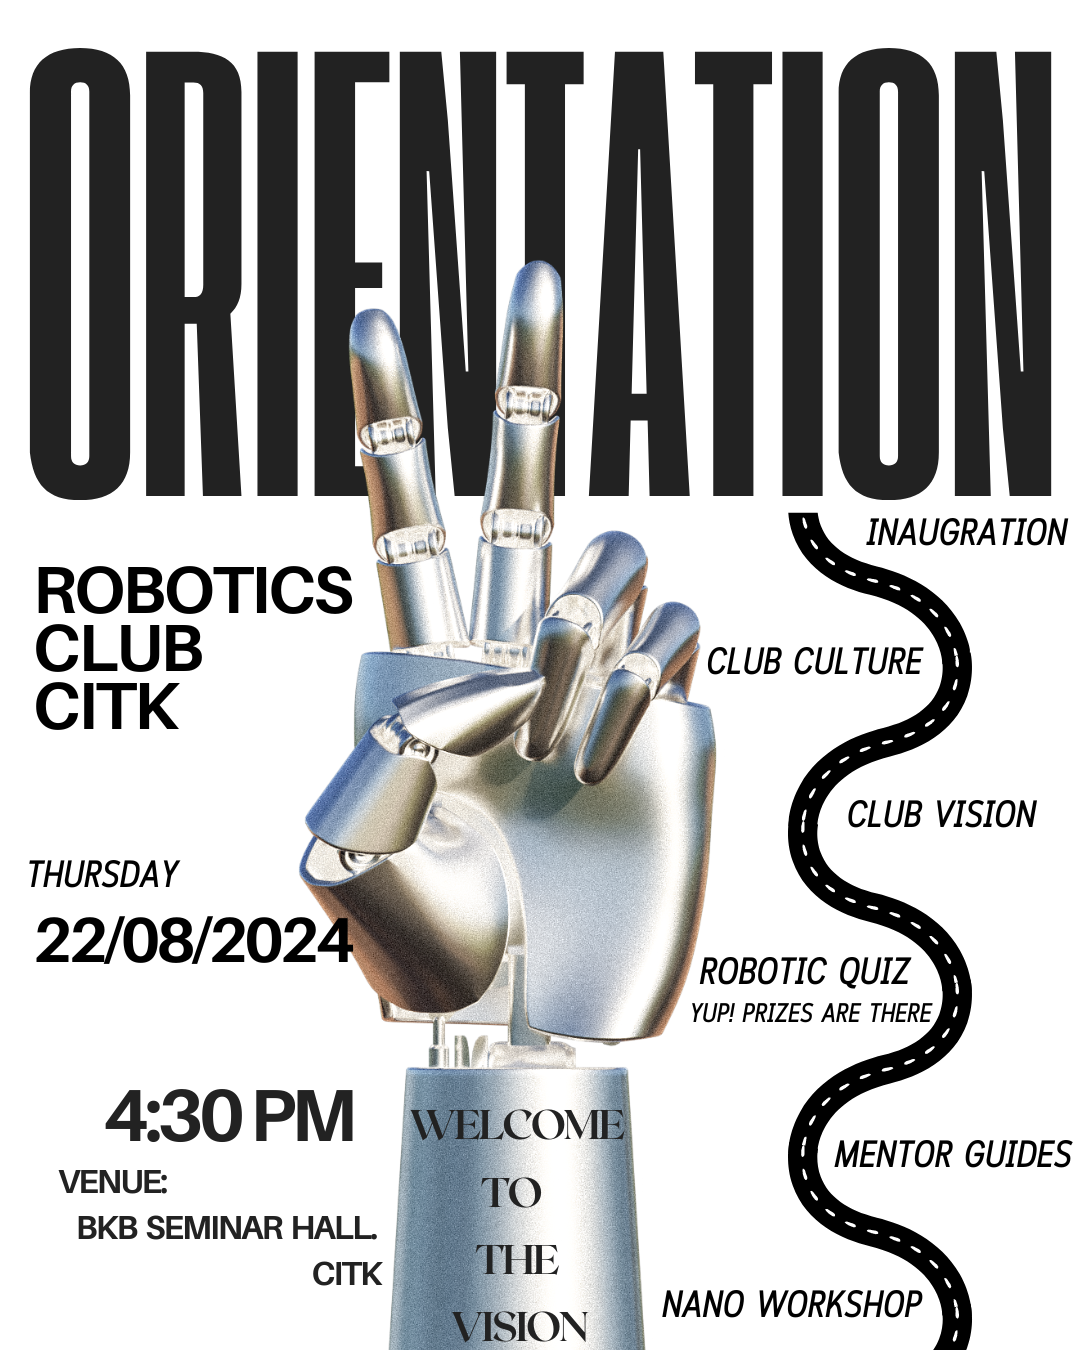 ORIENTATION
ROBOTICS
CLUB
CITK
THURSDAY
22/08/2024
4:30 PM
VENUE:
BKB SEMINAR HALL.
CITK
WELCOME
TO
THE
VISION
INAUGRATION
CLUB CULTURE
CLUB VISION
ROBOTIC QUIZ
YUP! PRIZES ARE THERE
MENTOR GUIDES
NANO WORKSHOP